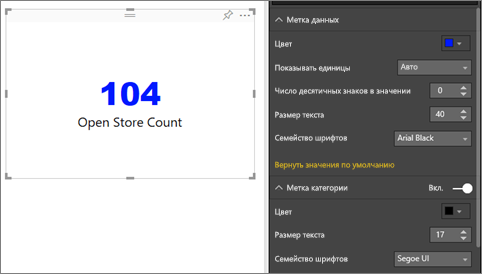 104
Open Store Count
Метка данных
Цвет
Показывать единицы
Авто
Число десятичных знаков в значении
0
Размер текста
40
Семейство шрифтов
Arial Black
Вернуть значения по умолчанию
Метка категории
Вкл.
Цвет
Размер текста
17
Семейство шрифтов
Segoe UI